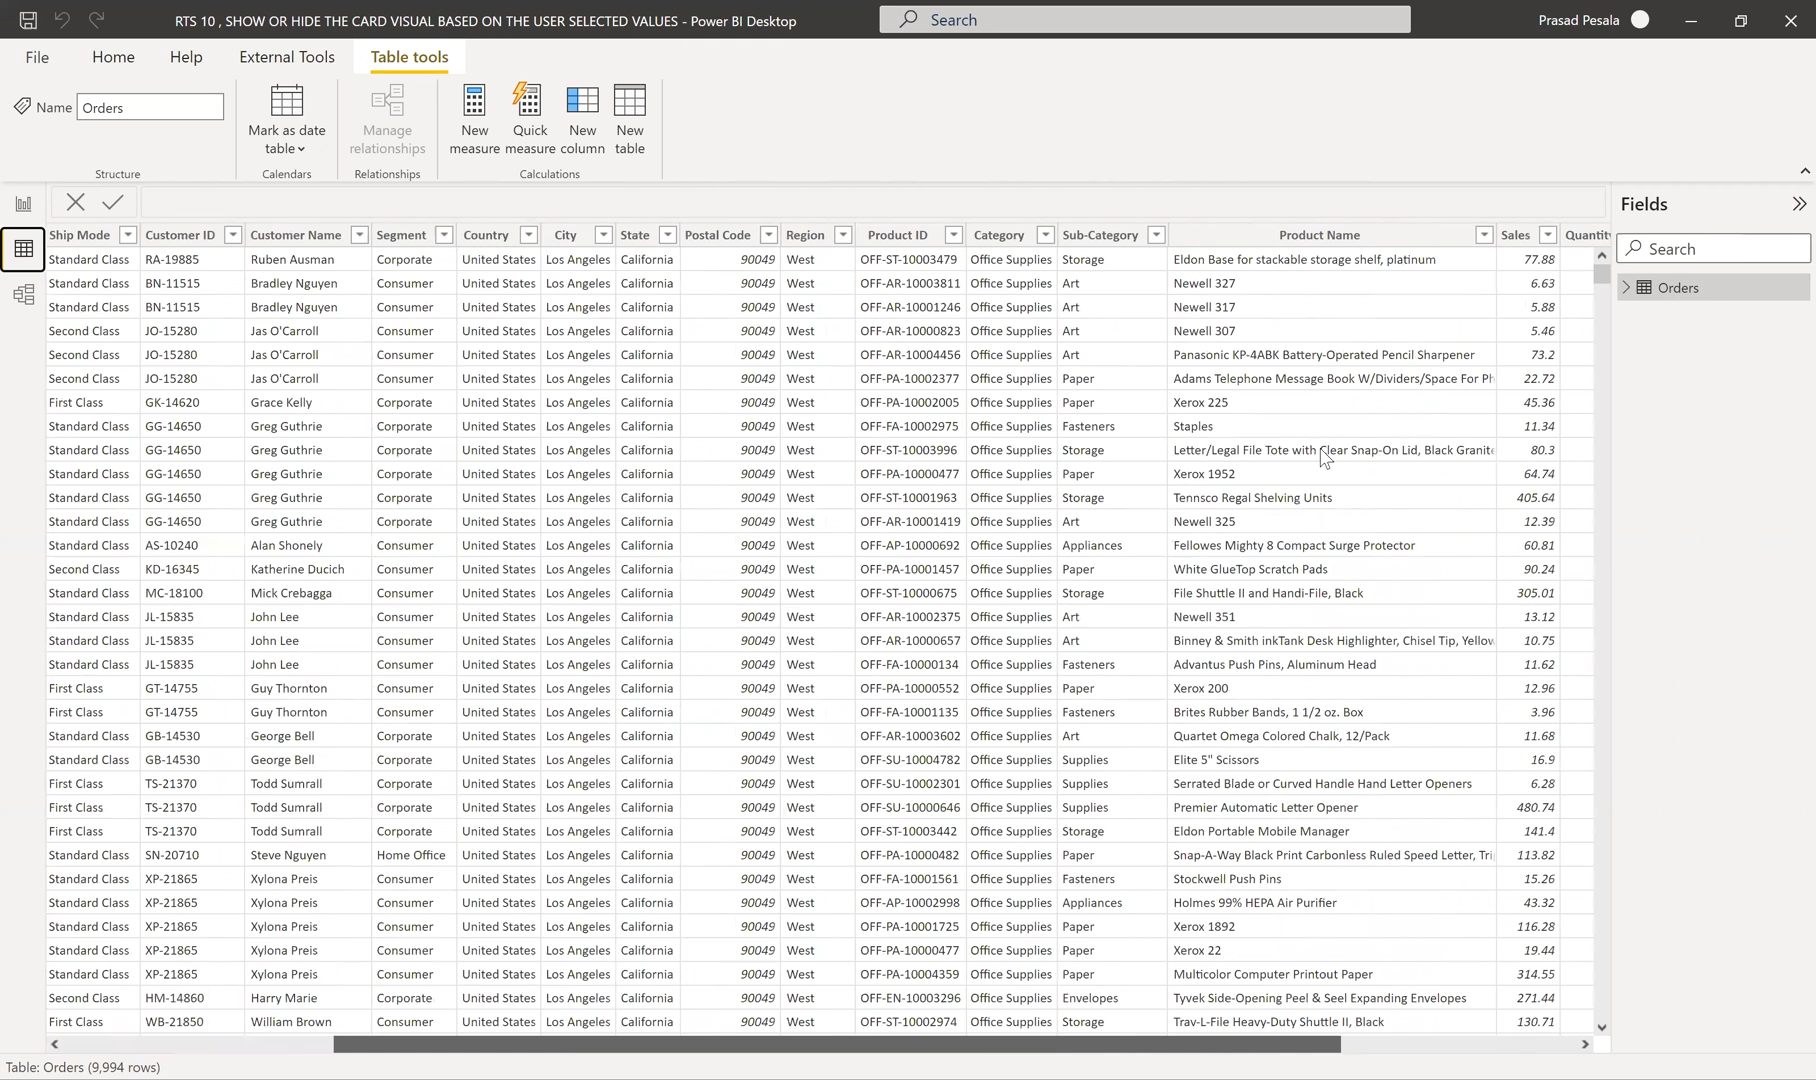 RTS 10 , SHOW OR HIDE THE CARD VISUAL BASED ON THE USER SELECTED VALUES - Power BI Desktop Search Prasad Pesala
File Home Help External Tools Table tools
Name Orders
Mark as date table
Manage relationships
New measure
Quick measure
New column
New table
Structure Calendars Relationships Calculations
Fields
Search
Orders
Ship Mode Customer ID Customer Name Segment Country City State Postal Code Region Product ID Category Sub-Category Product Name Sales Quantity
Standard Class RA-19885 Ruben Ausman Corporate United States Los Angeles California 90049 West OFF-ST-10003479 Office Supplies Storage Eldon Base for stackable storage shelf, platinum 77.88
Standard Class BN-11515 Bradley Nguyen Corporate United States Los Angeles California 90049 West OFF-AR-10003811 Office Supplies Art Newell 327 6.63
Standard Class BN-11515 Bradley Nguyen Corporate United States Los Angeles California 90049 West OFF-AR-10001246 Office Supplies Art Newell 317 5.88
Second Class JO-15280 Jas O'Carroll Consumer United States Los Angeles California 90049 West OFF-AR-10000823 Office Supplies Art Newell 307 5.46
Second Class JO-15280 Jas O'Carroll Consumer United States Los Angeles California 90049 West OFF-AR-10004456 Office Supplies Art Panasonic KP-4ABK Battery-Operated Pencil Sharpener 73.2
Second Class JO-15280 Jas O'Carroll Consumer United States Los Angeles California 90049 West OFF-PA-10002377 Office Supplies Paper Adams Telephone Message Book W/Dividers/Space For Ph 22.72
First Class GK-14620 Grace Kelly Corporate United States Los Angeles California 90049 West OFF-PA-10002005 Office Supplies Paper Xerox 225 45.36
Standard Class GG-14650 Greg Guthrie Corporate United States Los Angeles California 90049 West OFF-FA-10002975 Office Supplies Fasteners Staples 11.34
Standard Class GG-14650 Greg Guthrie Corporate United States Los Angeles California 90049 West OFF-ST-10003996 Office Supplies Storage Letter/Legal File Tote with Clear Snap-On Lid, Black Granite 80.3
Standard Class GG-14650 Greg Guthrie Corporate United States Los Angeles California 90049 West OFF-PA-10000477 Office Supplies Paper Xerox 1952 64.74
Standard Class GG-14650 Greg Guthrie Corporate United States Los Angeles California 90049 West OFF-ST-10001963 Office Supplies Storage Tennsco Regal Shelving Units 405.64
Standard Class GG-14650 Greg Guthrie Corporate United States Los Angeles California 90049 West OFF-AR-10001419 Office Supplies Art Newell 325 12.39
Standard Class AS-10240 Alan Shonely Consumer United States Los Angeles California 90049 West OFF-AP-10000692 Office Supplies Appliances Fellowes Mighty 8 Compact Surge Protector 60.81
Second Class KD-16345 Katherine Ducich Consumer United States Los Angeles California 90049 West OFF-PA-10001457 Office Supplies Paper White GlueTop Scratch Pads 90.24
Standard Class MC-18100 Mick Crebagga Consumer United States Los Angeles California 90049 West OFF-ST-10000675 Office Supplies Storage File Shuttle II and Handi-File, Black 305.01
Standard Class JL-15835 John Lee Consumer United States Los Angeles California 90049 West OFF-AR-10002375 Office Supplies Art Newell 351 13.12
Standard Class JL-15835 John Lee Consumer United States Los Angeles California 90049 West OFF-AR-10000657 Office Supplies Art Binney & Smith inkTank Desk Highlighter, Chisel Tip, Yellow 10.75
Standard Class JL-15835 John Lee Consumer United States Los Angeles California 90049 West OFF-FA-10000134 Office Supplies Fasteners Advantus Push Pins, Aluminum Head 11.62
First Class GT-14755 Guy Thornton Consumer United States Los Angeles California 90049 West OFF-PA-10000552 Office Supplies Paper Xerox 200 12.96
First Class GT-14755 Guy Thornton Consumer United States Los Angeles California 90049 West OFF-FA-10001135 Office Supplies Fasteners Brites Rubber Bands, 1 1/2 oz. Box 3.96
Standard Class GB-14530 George Bell Corporate United States Los Angeles California 90049 West OFF-AR-10003602 Office Supplies Art Quartet Omega Colored Chalk, 12/Pack 11.68
Standard Class GB-14530 George Bell Corporate United States Los Angeles California 90049 West OFF-SU-10004782 Office Supplies Supplies Elite 5" Scissors 16.9
First Class TS-21370 Todd Sumrall Corporate United States Los Angeles California 90049 West OFF-SU-10002301 Office Supplies Supplies Serrated Blade or Curved Handle Hand Letter Openers 6.28
First Class TS-21370 Todd Sumrall Corporate United States Los Angeles California 90049 West OFF-SU-10000646 Office Supplies Supplies Premier Automatic Letter Opener 480.74
First Class TS-21370 Todd Sumrall Corporate United States Los Angeles California 90049 West OFF-ST-10003442 Office Supplies Storage Eldon Portable Mobile Manager 141.4
Standard Class SN-20710 Steve Nguyen Home Office United States Los Angeles California 90049 West OFF-PA-10000482 Office Supplies Paper Snap-A-Way Black Print Carbonless Ruled Speed Letter, Tri 113.82
Standard Class XP-21865 Xylona Preis Consumer United States Los Angeles California 90049 West OFF-FA-10001561 Office Supplies Fasteners Stockwell Push Pins 15.26
Standard Class XP-21865 Xylona Preis Consumer United States Los Angeles California 90049 West OFF-AP-10002998 Office Supplies Appliances Holmes 99% HEPA Air Purifier 43.32
Standard Class XP-21865 Xylona Preis Consumer United States Los Angeles California 90049 West OFF-PA-10001725 Office Supplies Paper Xerox 1892 116.28
Standard Class XP-21865 Xylona Preis Consumer United States Los Angeles California 90049 West OFF-PA-10000477 Office Supplies Paper Xerox 22 19.44
Standard Class XP-21865 Xylona Preis Consumer United States Los Angeles California 90049 West OFF-PA-10004359 Office Supplies Paper Multicolor Computer Printout Paper 314.55
Second Class HM-14860 Harry Marie Corporate United States Los Angeles California 90049 West OFF-EN-10003296 Office Supplies Envelopes Tyvek Side-Opening Peel & Seel Expanding Envelopes 271.44
First Class WB-21850 William Brown Consumer United States Los Angeles California 90049 West OFF-ST-10002974 Office Supplies Storage Trav-L-File Heavy-Duty Shuttle II, Black 130.71
Table: Orders (9,994 rows)